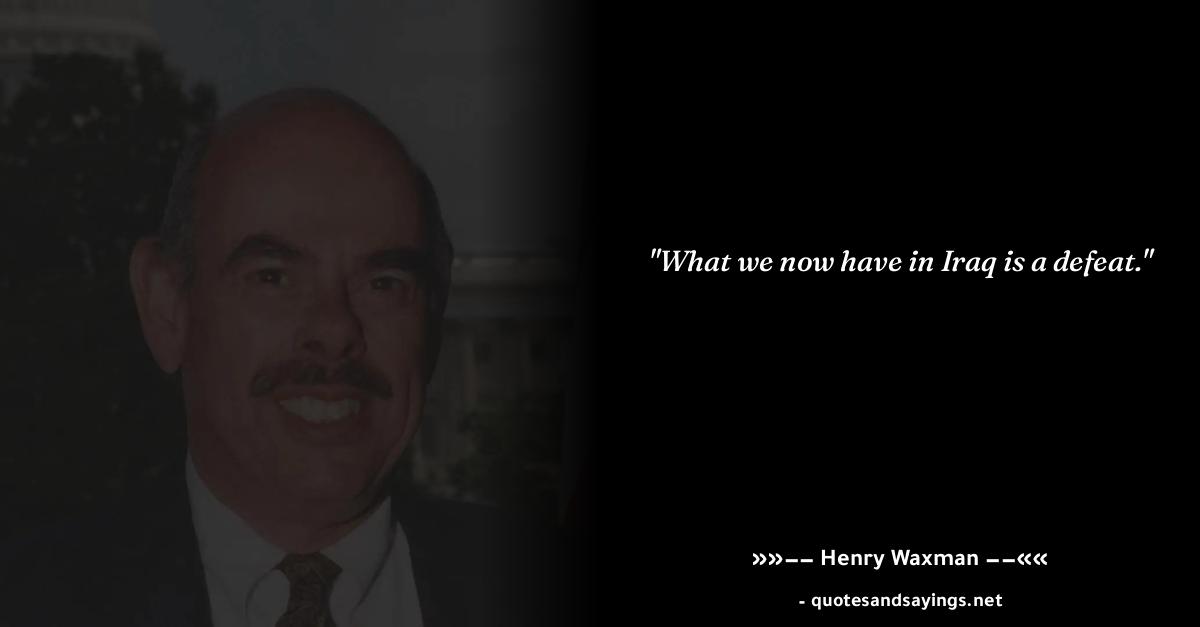 "What we now have in Iraq is a defeat."
»»−− Henry Waxman −−««
- quotesandsayings.net